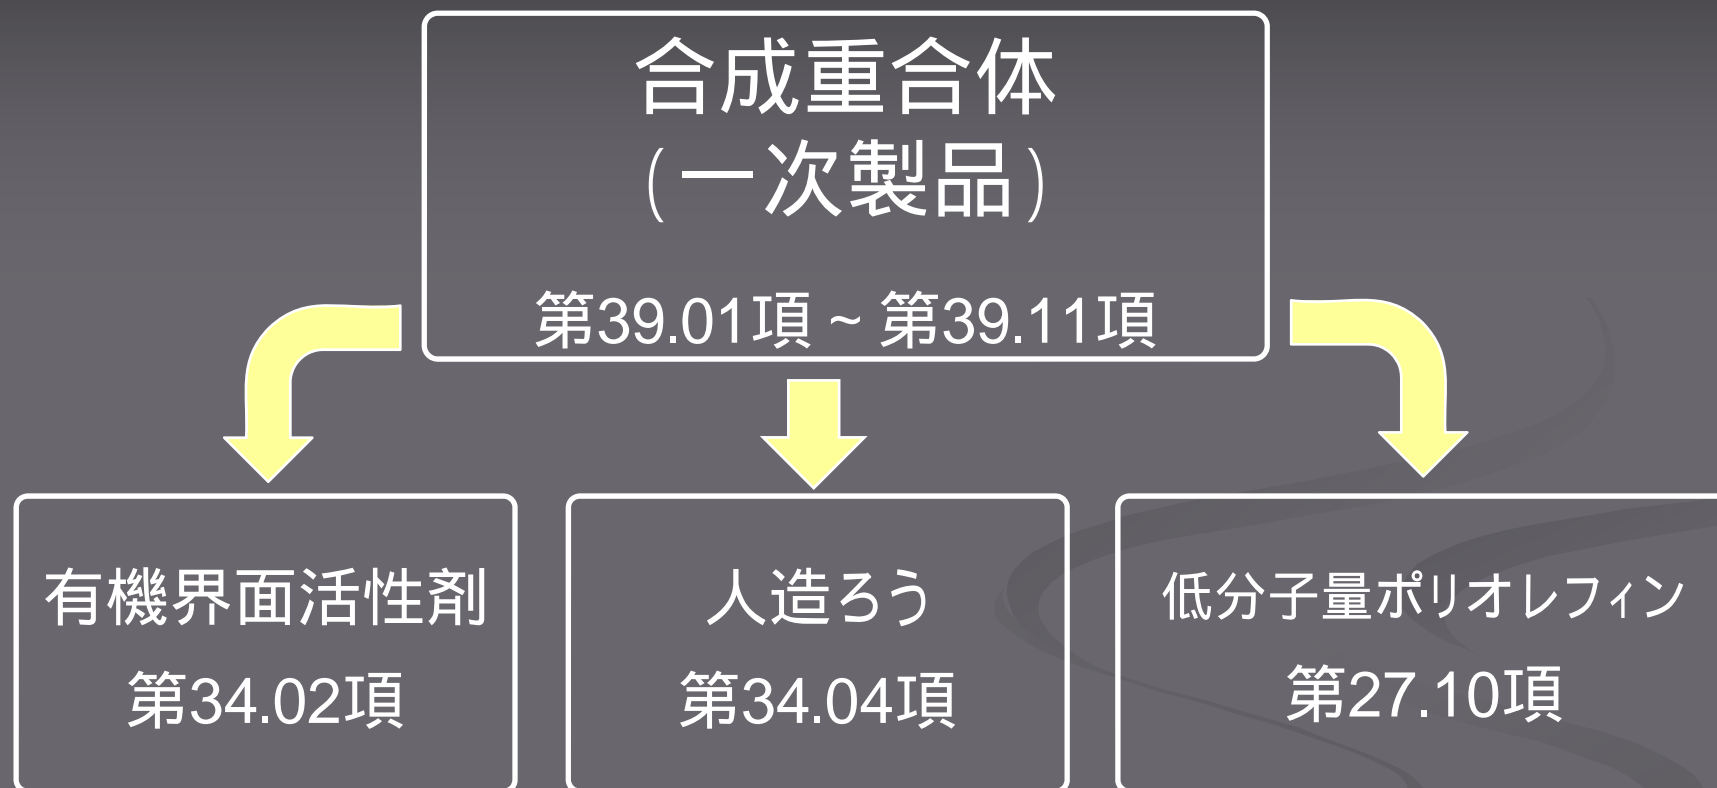 合成重合体
(一次製品)
第39.01項 ~ 第39.11項
有機界面活性剤
第34.02項
人造ろう
第34.04項
低分子量ポリオレフィン
第27.10項